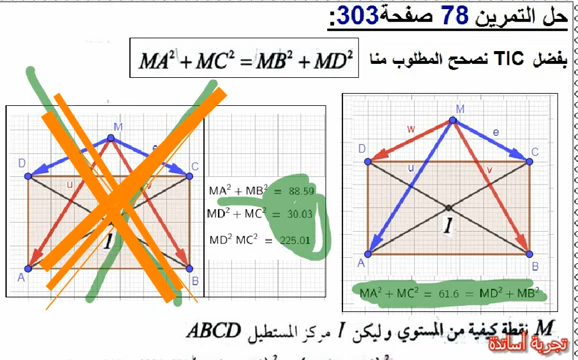 حل التمرين 78 صفحة303:
بفضل TIC نصحح المطلوب منا
MA² + MC² = MB² + MD²
M
D
C
u
v
I
A
B
MA² + MB² = 88.59
MD² + MC² = 30.03
MD² MC² = 225.01
M
w
e
D
C
u
v
I
A
B
MA² + MC² = 61.6 = MD² + MB²
M نقطة كيفية من المستوي وليكن I مركز المستطيل ABCD
تجربة أساتذة